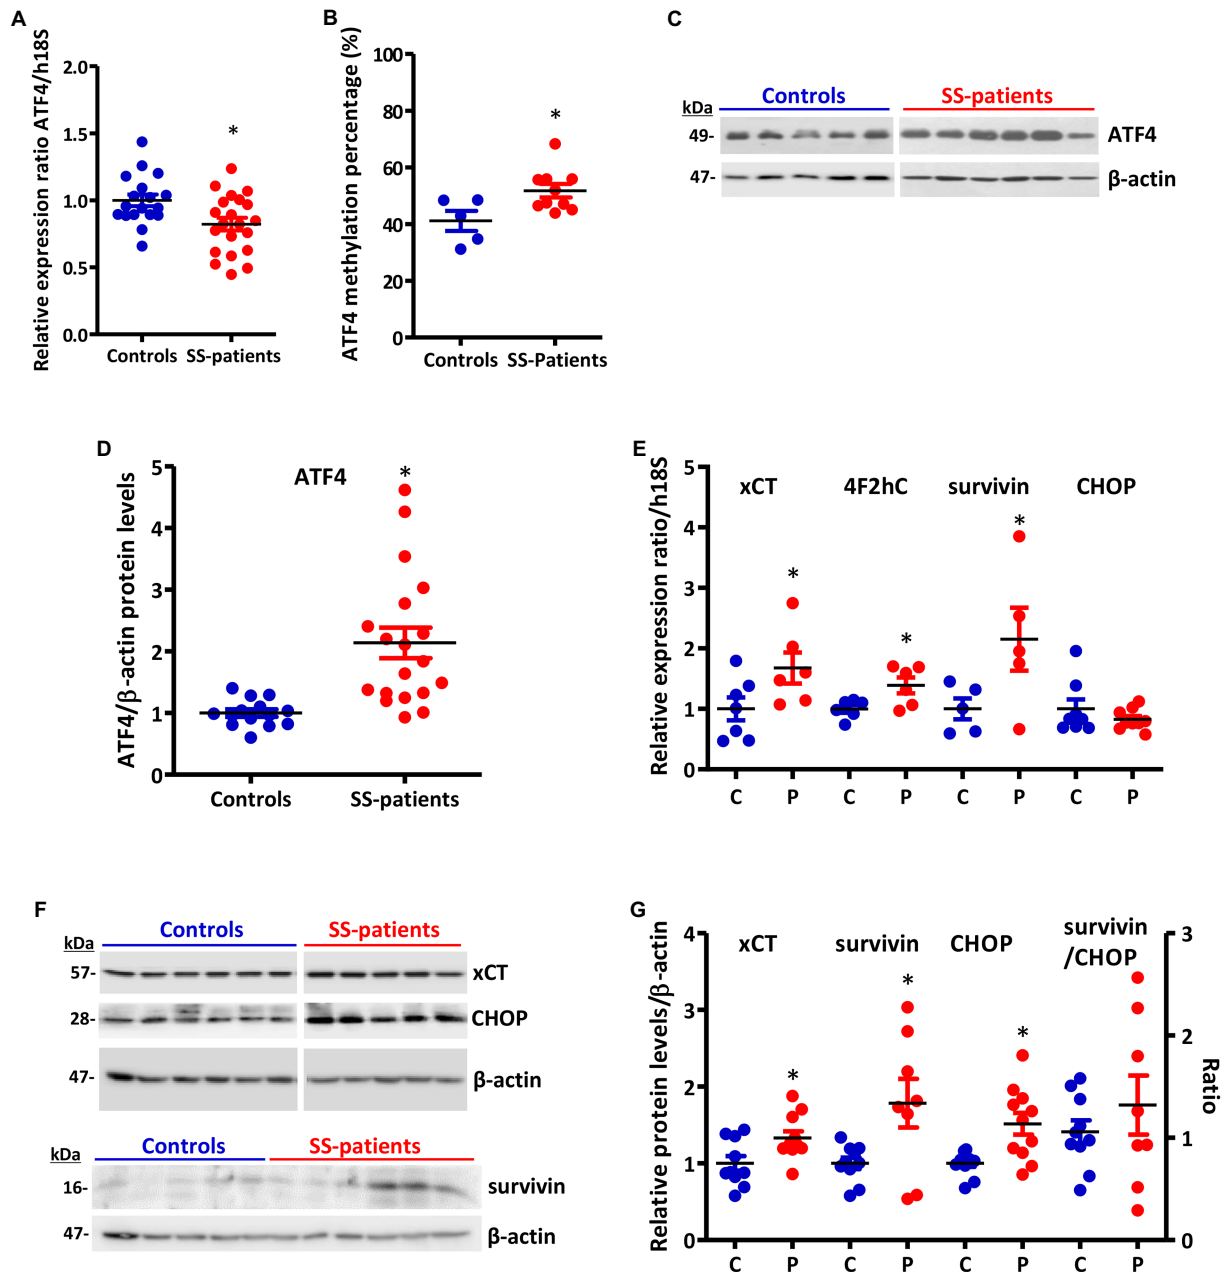 A
Relative expression ratio ATF4/h18S
2.0
1.5
1.0
0.5
0.0
*
Controls SS-patients
B
ATF4 methylation percentage (%)
100
80
60
40
20
0
*
Controls SS-Patients
C
kDa Controls SS-patients
49- ATF4
47- β-actin
D
ATF4/β-actin protein levels
5
4
3
2
1
0
ATF4 *
Controls SS-patients
E
Relative expression ratio/h18S
5
4
3
2
1
0
xCT 4F2hC survivin CHOP
* * *
C P C P C P C P
F
kDa Controls SS-patients
57- xCT
28- CHOP
47- β-actin
kDa Controls SS-patients
16- survivin
47- β-actin
G
Relative protein levels/β-actin
4
3
2
1
0
xCT survivin CHOP survivin
/CHOP
* * *
3
2
1
0
Ratio
C P C P C P C P